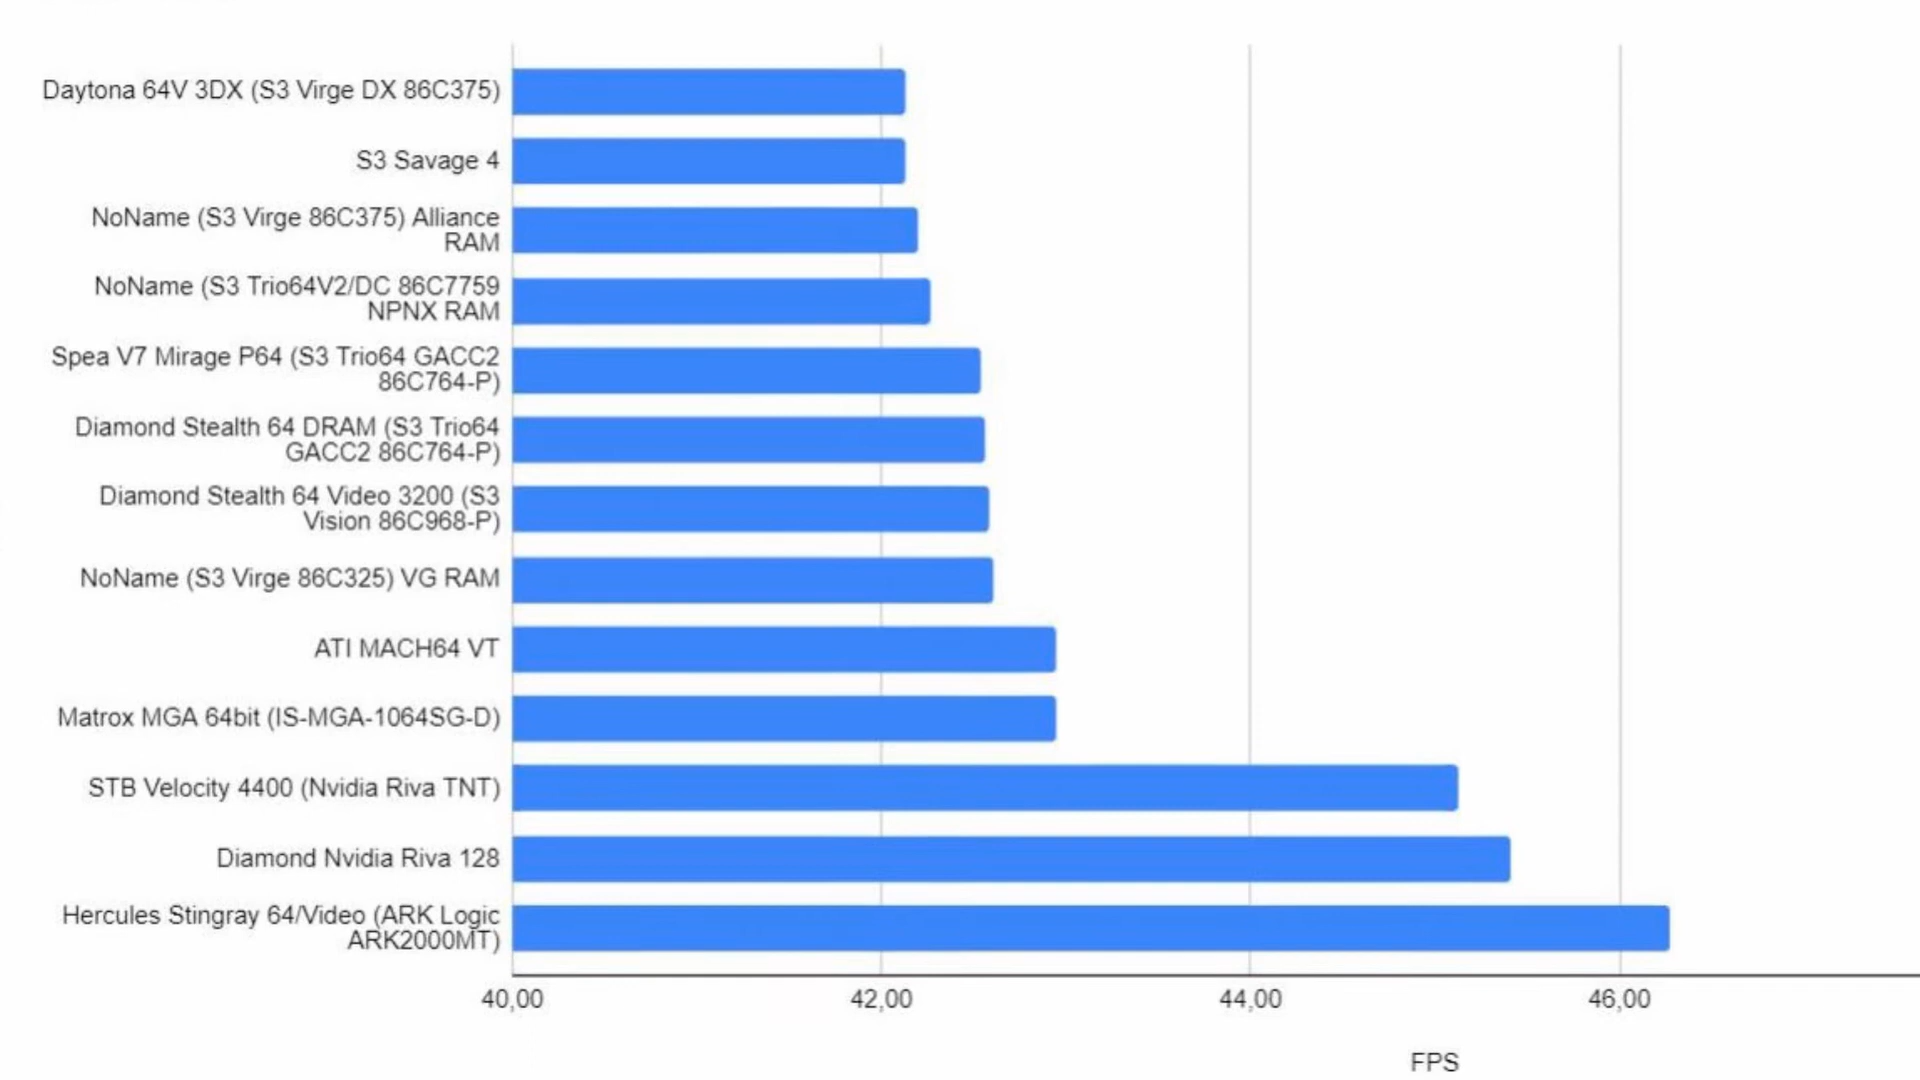 Daytona 64V 3DX (S3 Virge DX 86C375)
S3 Savage 4
NoName (S3 Virge 86C375) Alliance
RAM
NoName (S3 Trio64V2/DC 86C7759
NPNX RAM
Spea V7 Mirage P64 (S3 Trio64 GACC2
86C764-P)
Diamond Stealth 64 DRAM (S3 Trio64
GACC2 86C764-P)
Diamond Stealth 64 Video 3200 (S3
Vision 86C968-P)
NoName (S3 Virge 86C325) VG RAM
ATI MACH64 VT
Matrox MGA 64bit (IS-MGA-1064SG-D)
STB Velocity 4400 (Nvidia Riva TNT)
Diamond Nvidia Riva 128
Hercules Stingray 64/Video (ARK Logic
ARK2000MT)
40,00 42,00 44,00 46,00
FPS